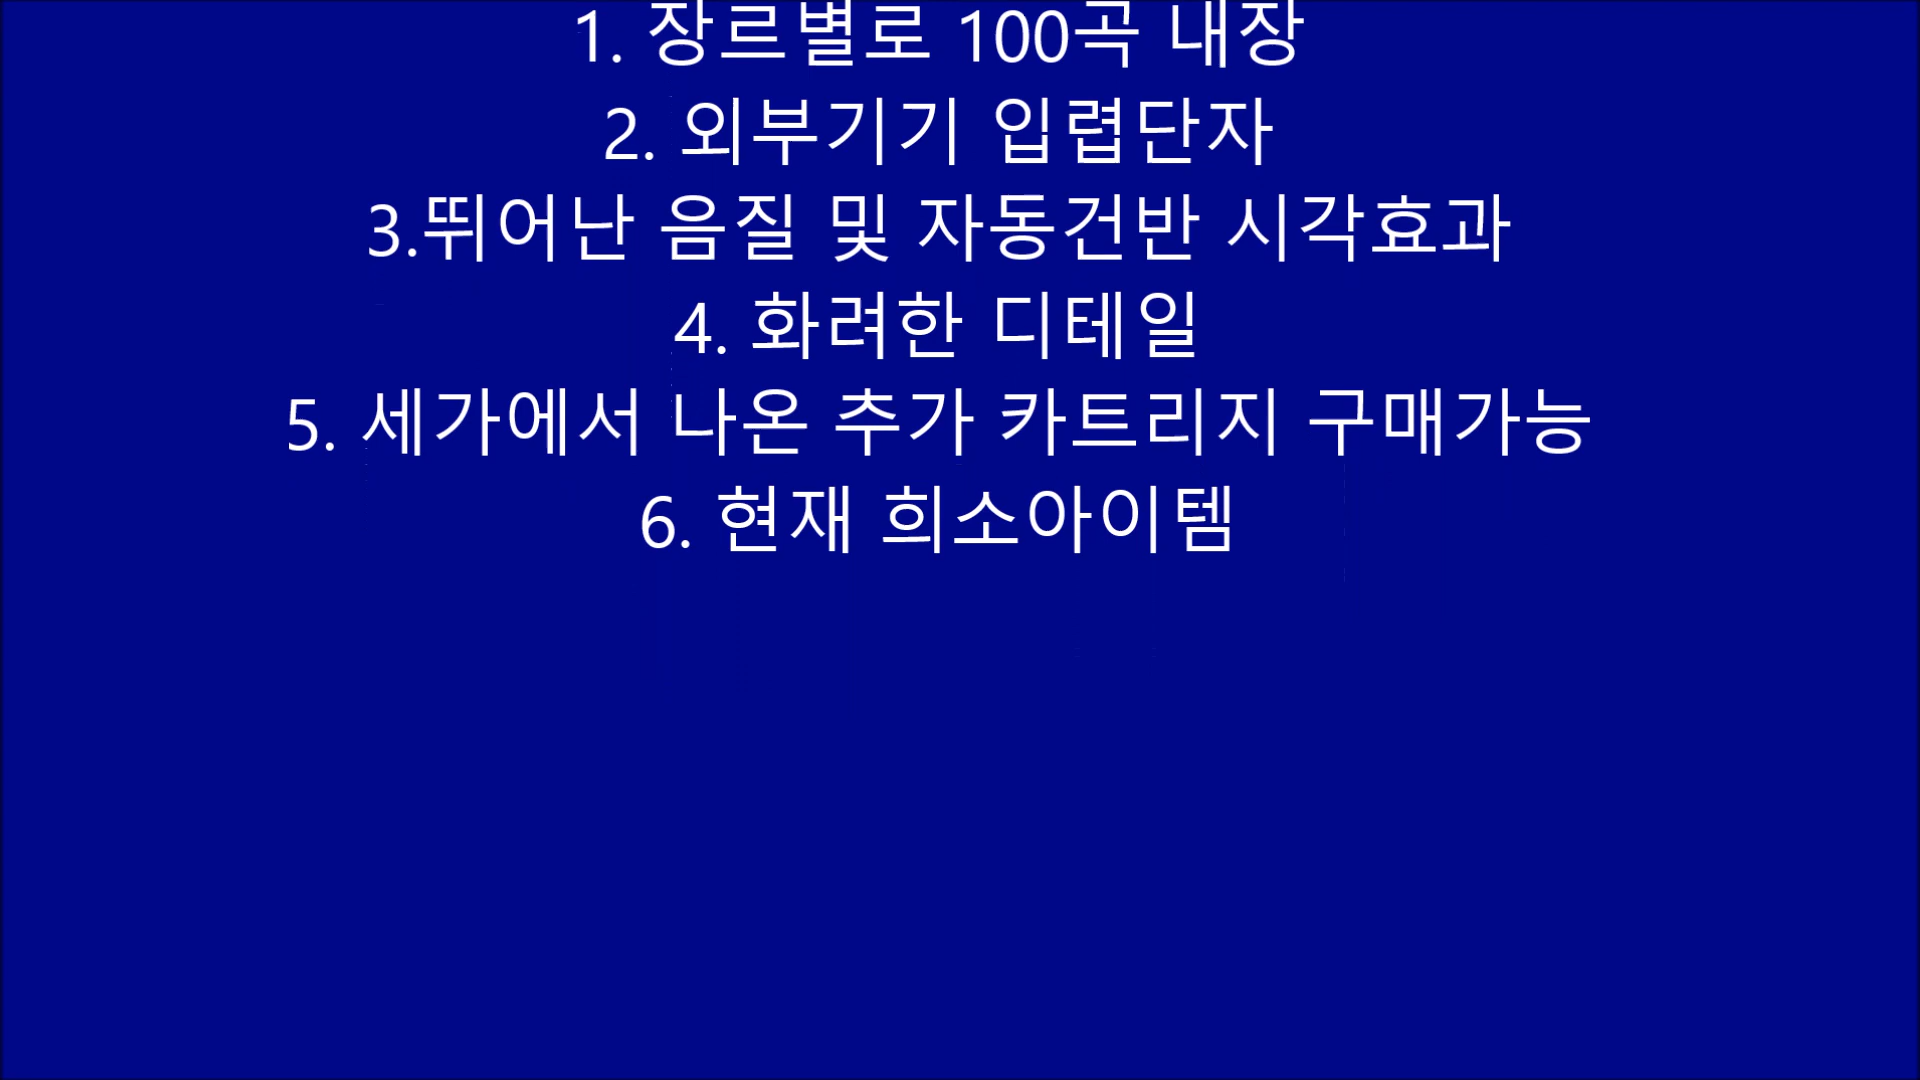 1. 장르별로 100곡 내장
2. 외부기기 입렵단자
3.뛰어난 음질 및 자동건반 시각효과
4. 화려한 디테일
5. 세가에서 나온 추가 카트리지 구매가능
6. 현재 희소아이템